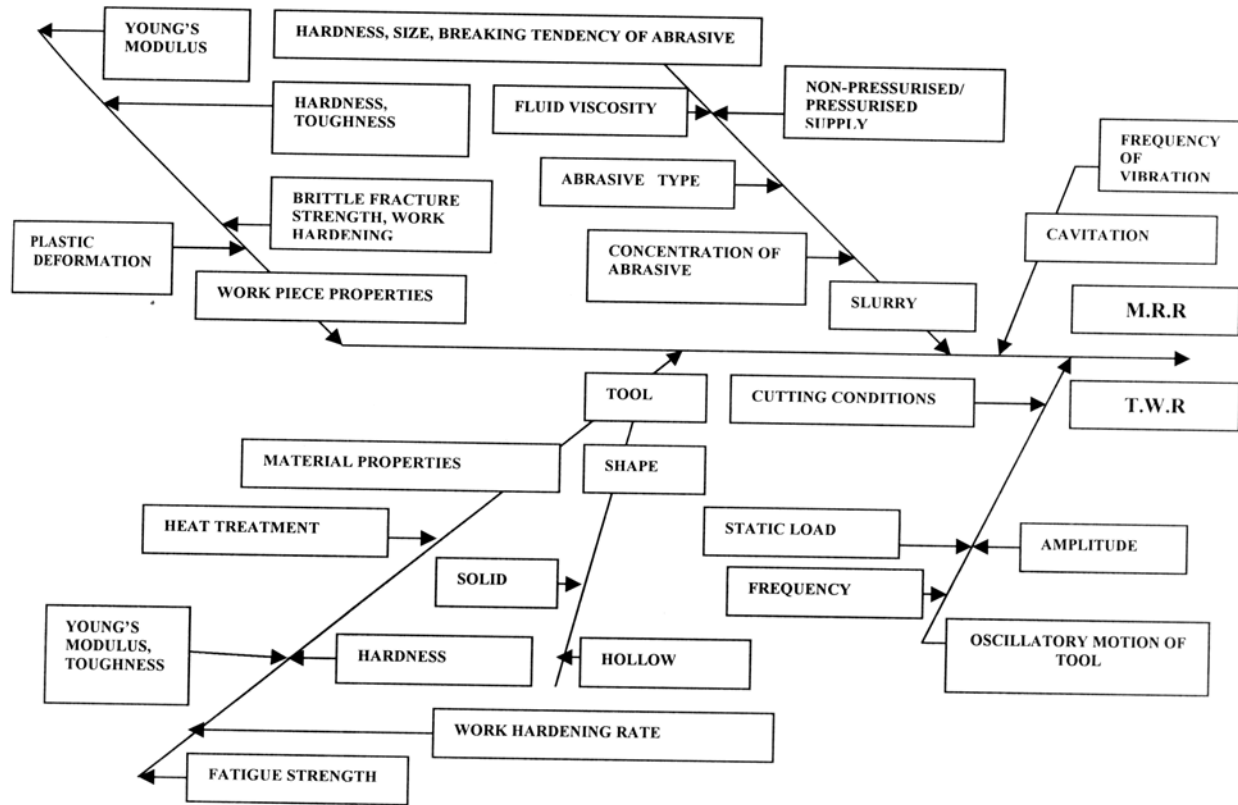 YOUNG'S
MODULUS
HARDNESS, SIZE, BREAKING TENDENCY OF ABRASIVE
HARDNESS,
TOUGHNESS
FLUID VISCOSITY
NON-PRESSURISED/
PRESSURISED
SUPPLY
FREQUENCY
OF
VIBRATION
ABRASIVE TYPE
BRITTLE FRACTURE
STRENGTH, WORK
HARDENING
PLASTIC
DEFORMATION
CONCENTRATION OF
ABRASIVE
CAVITATION
WORK PIECE PROPERTIES
SLURRY
M.R.R
TOOL
CUTTING CONDITIONS
T.W.R
MATERIAL PROPERTIES
SHAPE
HEAT TREATMENT
STATIC LOAD
AMPLITUDE
SOLID
FREQUENCY
YOUNG'S
MODULUS,
TOUGHNESS
HARDNESS
HOLLOW
OSCILLATORY MOTION OF
TOOL
WORK HARDENING RATE
FATIGUE STRENGTH